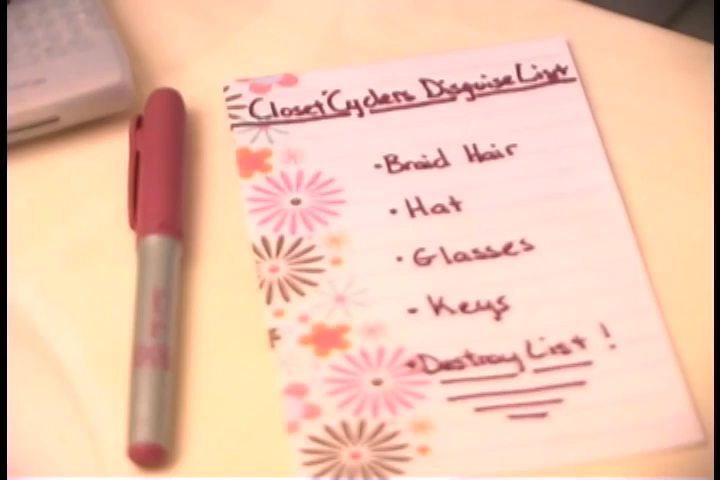 "Closet" Cyclers Disguise List
• Braid Hair
• Hat
• Glasses
• Keys
• Destroy List!